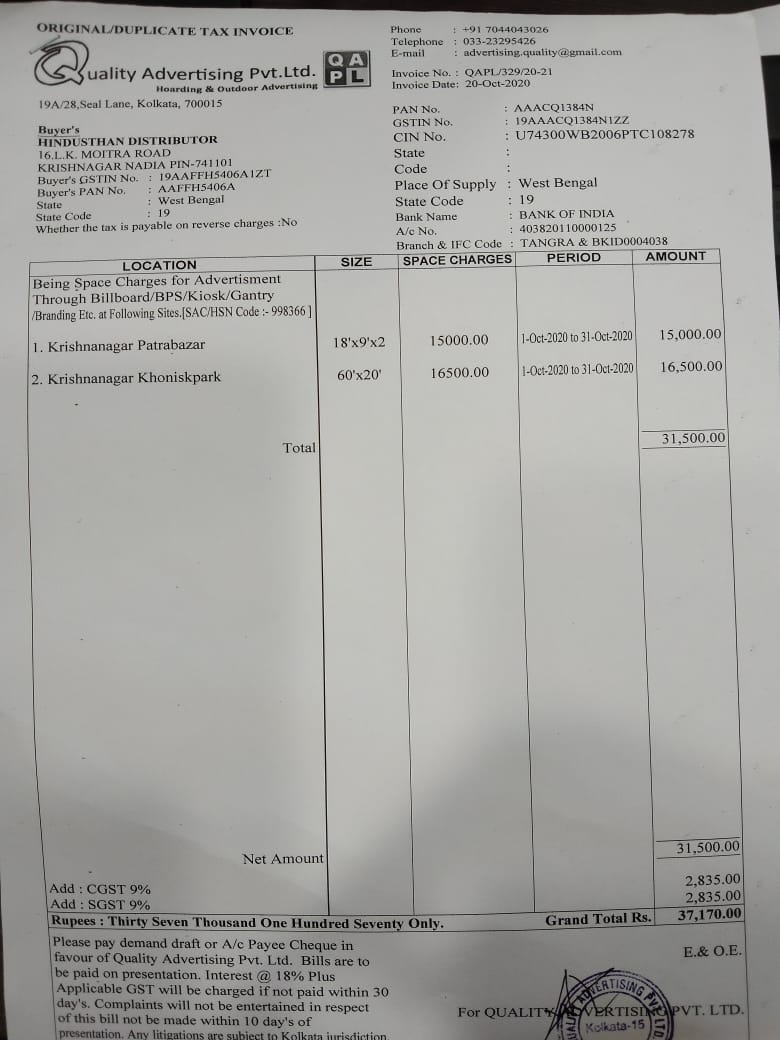 ORIGINAL/DUPLICATE TAX INVOICE
Quality Advertising Pvt.Ltd.
QA
PL
Hoarding & Outdoor Advertising
19A/28,Seal Lane, Kolkata, 700015
Phone : +91 7044043026
Telephone : 033-23295426
E-mail : advertising.quality@gmail.com
Invoice No. : QAPL/329/20-21
Invoice Date: 20-Oct-2020
Buyer's
HINDUSTHAN DISTRIBUTOR
16.L.K. MOITRA ROAD
KRISHNAGAR NADIA PIN-741101
Buyer's GSTIN No. : 19AAFFH5406A1ZT
Buyer's PAN No. : AAFFH5406A
State : West Bengal
State Code : 19
Whether the tax is payable on reverse charges :No
PAN No. : AAACQ1384N
GSTIN No. : 19AAACQ1384N1ZZ
CIN No. : U74300WB2006PTC108278
State :
Code :
Place Of Supply : West Bengal
State Code : 19
Bank Name : BANK OF INDIA
A/c No. : 403820110000125
Branch & IFC Code : TANGRA & BKID0004038
LOCATION SIZE SPACE CHARGES PERIOD AMOUNT
Being Space Charges for Advertisment
Through Billboard/BPS/Kiosk/Gantry
/Branding Etc. at Following Sites.[SAC/HSN Code :- 998366 ]
1. Krishnanagar Patrabazar 18'x9'x2 15000.00 1-Oct-2020 to 31-Oct-2020 15,000.00
2. Krishnanagar Khoniskpark 60'x20' 16500.00 1-Oct-2020 to 31-Oct-2020 16,500.00
Total 31,500.00
Net Amount 31,500.00
Add : CGST 9% 2,835.00
Add : SGST 9% 2,835.00
Rupees : Thirty Seven Thousand One Hundred Seventy Only. Grand Total Rs. 37,170.00
Please pay demand draft or A/c Payee Cheque in
favour of Quality Advertising Pvt. Ltd. Bills are to
be paid on presentation. Interest @ 18% Plus
Applicable GST will be charged if not paid within 30
day's. Complaints will not be entertained in respect
of this bill not be made within 10 day's of
presentation. Any litigations are subject to Kolkata jurisdiction.
E.& O.E.
For QUALITY ADVERTISING PVT. LTD.
QUALITY ADVERTISING PVT. LTD.
Kolkata-15